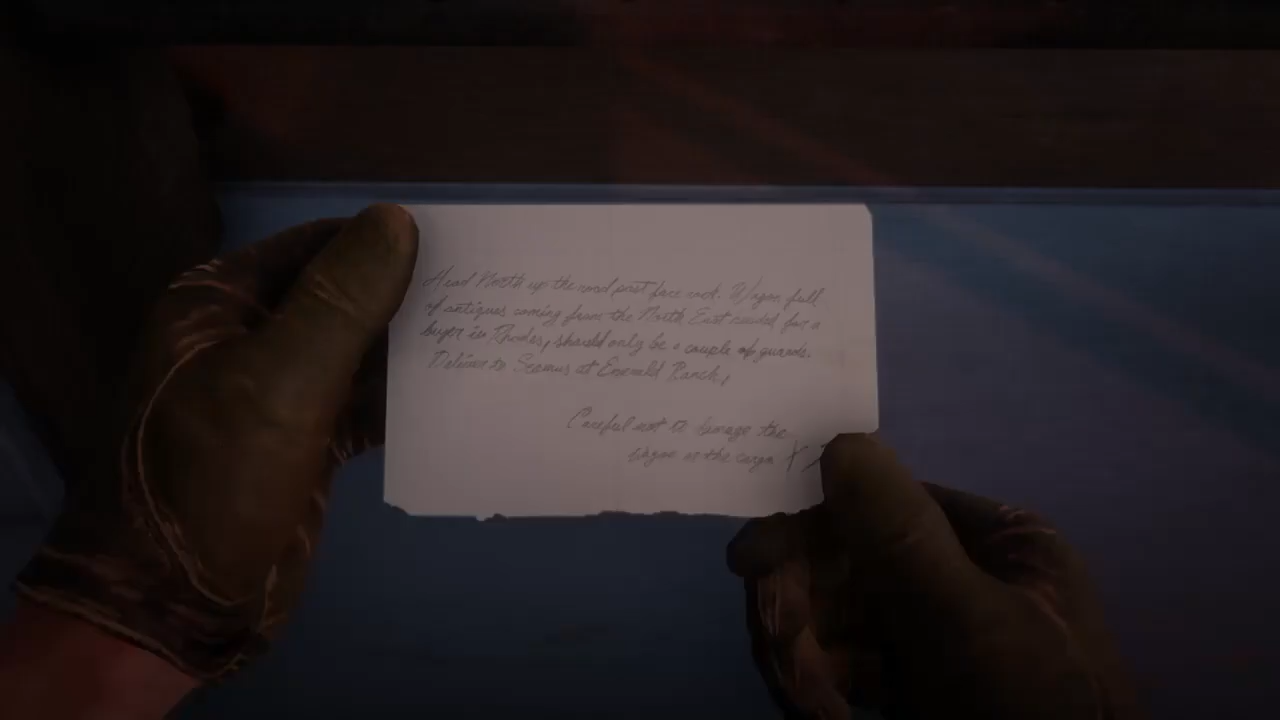 Head North up the road past face rock. Wagon full
of antiques coming from the North East headed for a
buyer in Rhodes, should only be a couple of guards.
Deliver to Seamus at Emerald Ranch,
Careful not to damage the
wagon or the cargo